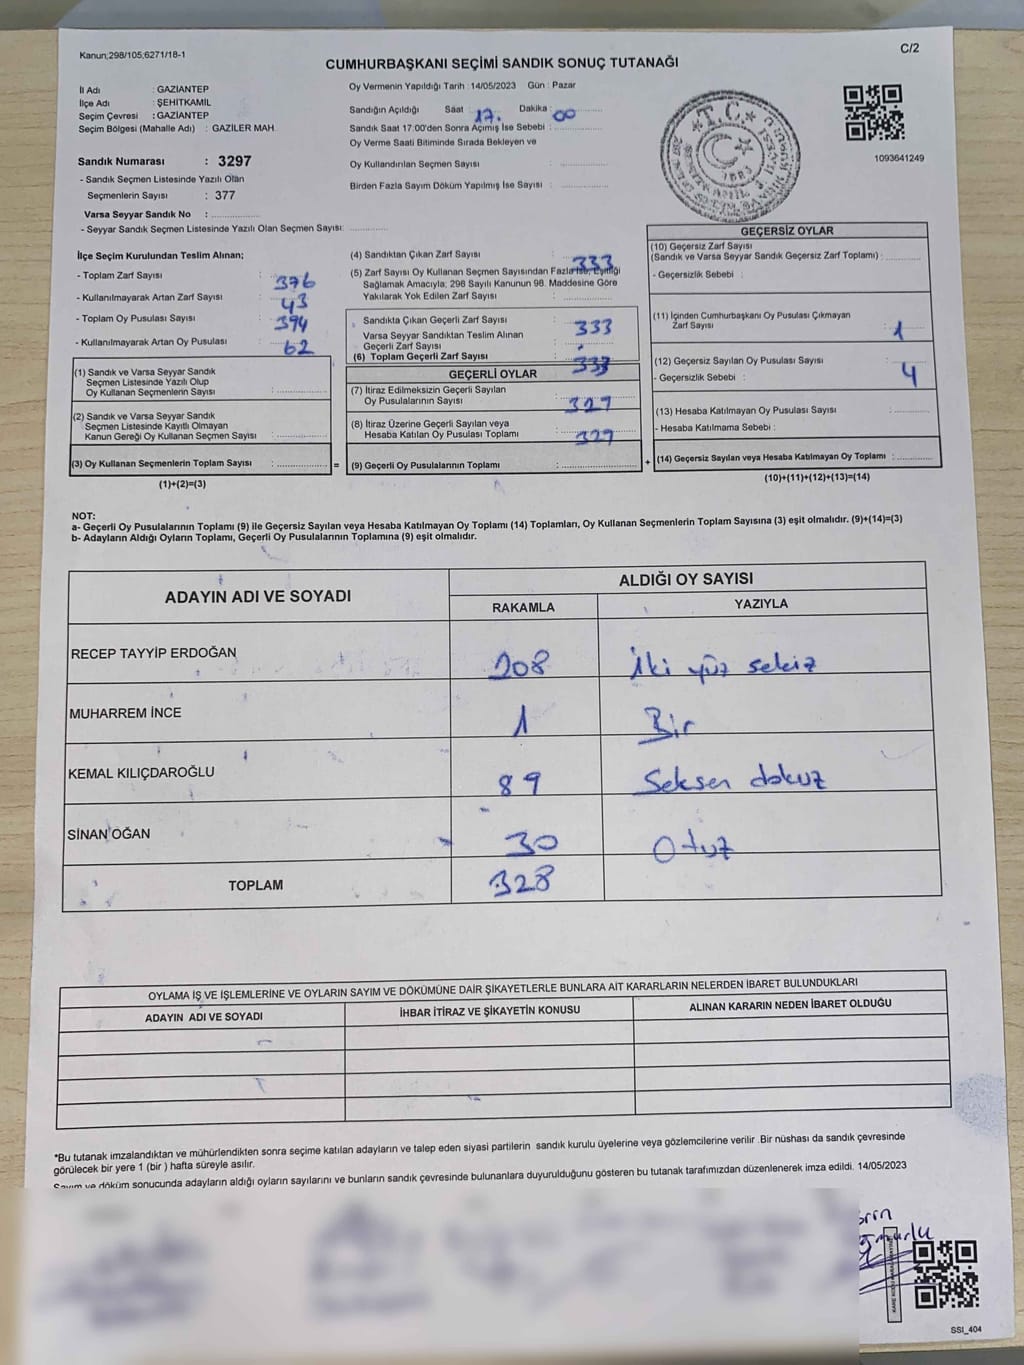 Kanun;298/105;6271/18-1
C/2
CUMHURBAŞKANI SEÇİMİ SANDIK SONUÇ TUTANAĞI
İl Adı : GAZİANTEP
İlçe Adı : ŞEHİTKAMİL
Seçim Çevresi : GAZİANTEP
Seçim Bölgesi (Mahalle Adı) : GAZİLER MAH.
Sandık Numarası : 3297
- Sandık Seçmen Listesinde Yazılı Olan
Seçmenlerin Sayısı : 377
Varsa Seyyar Sandık No : ..............
- Seyyar Sandık Seçmen Listesinde Yazılı Olan Seçmen Sayısı: ............
Oy Vermenin Yapıldığı Tarih : 14/05/2023 Gün : Pazar
Sandığın Açıldığı Saat : 17. Dakika : 00
Sandık Saat 17:00'den Sonra Açımış İse Sebebi : ..............
Oy Verme Saati Bitiminde Sırada Bekleyen ve
Oy Kullandırılan Seçmen Sayısı : ..............
Birden Fazla Sayım Döküm Yapılmış İse Sayısı : ..............
T.C.
1093641249
İlçe Seçim Kurulundan Teslim Alınan;
- Toplam Zarf Sayısı : 376
- Kullanılmayarak Artan Zarf Sayısı : 43
- Toplam Oy Pusulası Sayısı : 394
- Kullanılmayarak Artan Oy Pusulası : 62
(1) Sandık ve Varsa Seyyar Sandık
Seçmen Listesinde Yazılı Olup
Oy Kullanan Seçmenlerin Sayısı : ..............
(2) Sandık ve Varsa Seyyar Sandık
Seçmen Listesinde Kayıtlı Olmayan
Kanun Gereği Oy Kullanan Seçmen Sayısı : ..............
(3) Oy Kullanan Seçmenlerin Toplam Sayısı : ..............
(1)+(2)=(3)
(4) Sandıktan Çıkan Zarf Sayısı : 333
(5) Zarf Sayısı Oy Kullanan Seçmen Sayısından Fazla İse, Eşitliği
Sağlamak Amacıyla, 298 Sayılı Kanunun 98. Maddesine Göre
Yakılarak Yok Edilen Zarf Sayısı : ..............
Sandıkta Çıkan Geçerli Zarf Sayısı : 333
Varsa Seyyar Sandıktan Teslim Alınan
Geçerli Zarf Sayısı :
(6) Toplam Geçerli Zarf Sayısı : 333
GEÇERLİ OYLAR
(7) İtiraz Edilmeksizin Geçerli Sayılan
Oy Pusulalarının Sayısı : 327
(8) İtiraz Üzerine Geçerli Sayılan veya
Hesaba Katılan Oy Pusulası Toplamı : 327
= (9) Geçerli Oy Pusulalarının Toplamı : ..............
GEÇERSİZ OYLAR
(10) Geçersiz Zarf Sayısı
(Sandık ve Varsa Seyyar Sandık Geçersiz Zarf Toplamı) : ..........
- Geçersizlik Sebebi :
(11) İçinden Cumhurbaşkanı Oy Pusulası Çıkmayan
Zarf Sayısı : 1
(12) Geçersiz Sayılan Oy Pusulası Sayısı : 4
- Geçersizlik Sebebi :
(13) Hesaba Katılmayan Oy Pusulası Sayısı : ..........
- Hesaba Katılmama Sebebi :
+ (14) Geçersiz Sayılan veya Hesaba Katılmayan Oy Toplamı : ..........
(10)+(11)+(12)+(13)=(14)
NOT:
a- Geçerli Oy Pusulalarının Toplamı (9) ile Geçersiz Sayılan veya Hesaba Katılmayan Oy Toplamı (14) Toplamları, Oy Kullanan Seçmenlerin Toplam Sayısına (3) eşit olmalıdır. (9)+(14)=(3)
b- Adayların Aldığı Oyların Toplamı, Geçerli Oy Pusulalarının Toplamına (9) eşit olmalıdır.
ADAYIN ADI VE SOYADI ALDIĞI OY SAYISI
RAKAMLA YAZIYLA
RECEP TAYYİP ERDOĞAN 208 İki yüz sekiz
MUHARREM İNCE 1 Bir
KEMAL KILIÇDAROĞLU 89 Seksen dokuz
SİNAN OĞAN 30 Otuz
TOPLAM 328
OYLAMA İŞ VE İŞLEMLERİNE VE OYLARIN SAYIM VE DÖKÜMÜNE DAİR ŞİKAYETLERLE BUNLARA AİT KARARLARIN NELERDEN İBARET BULUNDUKLARI
ADAYIN ADI VE SOYADI İHBAR İTİRAZ VE ŞİKAYETİN KONUSU ALINAN KARARIN NEDEN İBARET OLDUĞU
*Bu tutanak imzalandıktan ve mühürlendikten sonra seçime katılan adayların ve talep eden siyasi partilerin sandık kurulu üyelerine veya gözlemcilerine verilir .Bir nüshası da sandık çevresinde
görülecek bir yere 1 (bir ) hafta süreyle asılır.
Sayım ve döküm sonucunda adayların aldığı oyların sayılarını ve bunların sandık çevresinde bulunanlara duyurulduğunu gösteren bu tutanak tarafımızdan düzenlenerek imza edildi. 14/05/2023
SSI_404